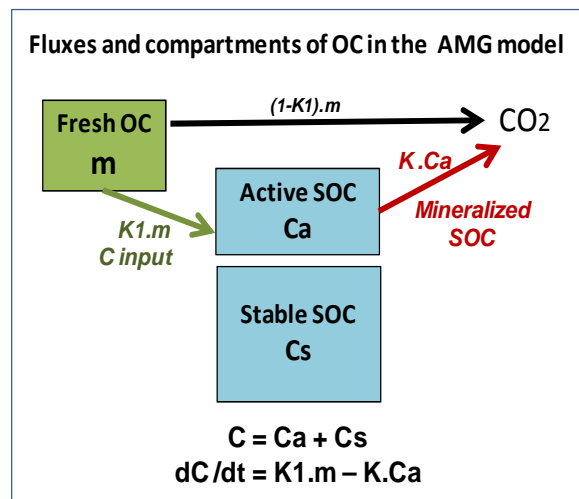 Fluxes and compartments of OC in the AMG model
(1-K1).m
Fresh OC
m
CO2
K.Ca
Active SOC
Ca
K1.m
C input
Mineralized
SOC
Stable SOC
Cs
C = Ca + Cs
dC/dt = K1.m – K.Ca